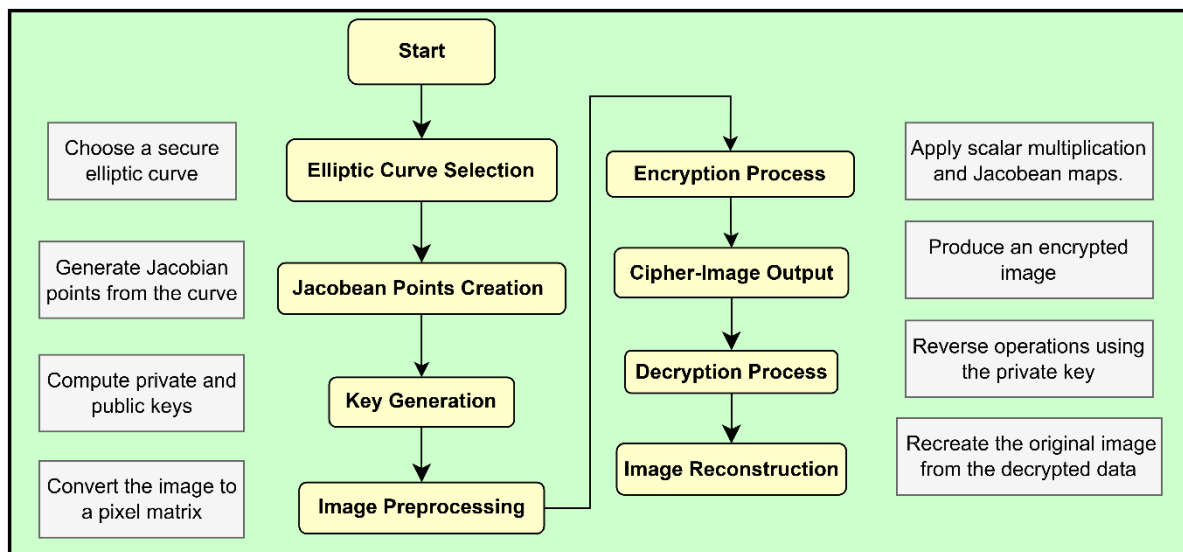 Start
Choose a secure
elliptic curve
Elliptic Curve Selection
Generate Jacobian
points from the curve
Jacobean Points Creation
Compute private and
public keys
Key Generation
Convert the image to
a pixel matrix
Image Preprocessing
Encryption Process
Apply scalar multiplication
and Jacobean maps.
Cipher-Image Output
Produce an encrypted
image
Decryption Process
Reverse operations using
the private key
Image Reconstruction
Recreate the original image
from the decrypted data